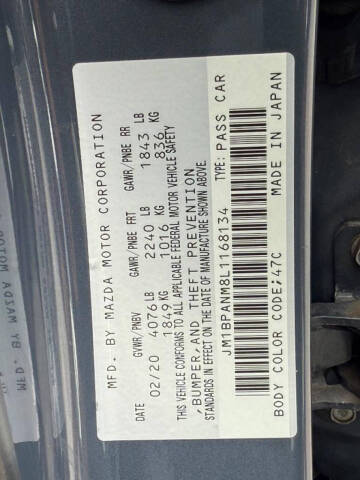 MFD. BY MAZDA MOTOR CORPORATION
DATE GVWR/PNBV GAWR/PNBE FRT GAWR/PNBE RR
02/20 4076 LB 2240 LB 1843 LB
1849 KG 1016 KG 836 KG
THIS VEHICLE CONFORMS TO ALL APPLICABLE FEDERAL MOTOR VEHICLE SAFETY
,BUMPER,AND THEFT PREVENTION
STANDARDS IN EFFECT ON THE DATE OF MANUFACTURE SHOWN ABOVE.
JM1BPANM8L1168134 TYPE: PASS CAR
BODY COLOR CODE:47C MADE IN JAPAN